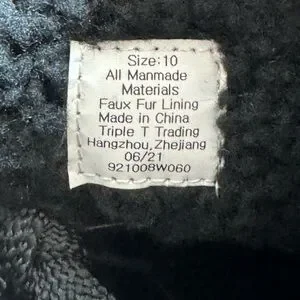 Size:10
All Manmade
Materials
Faux Fur Lining
Made in China
Triple T Trading
Hangzhou,Zhejiang
06/21
921008W060